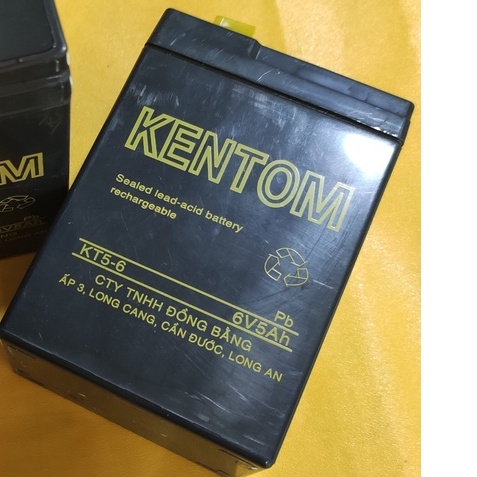 KENTOM
Sealed lead-acid battery
rechargeable
Pb
KT5-6 6V5Ah
CTY TNHH ĐỒNG BẰNG
ẤP 3, LONG CANG, CẦN ĐƯỚC, LONG AN
M